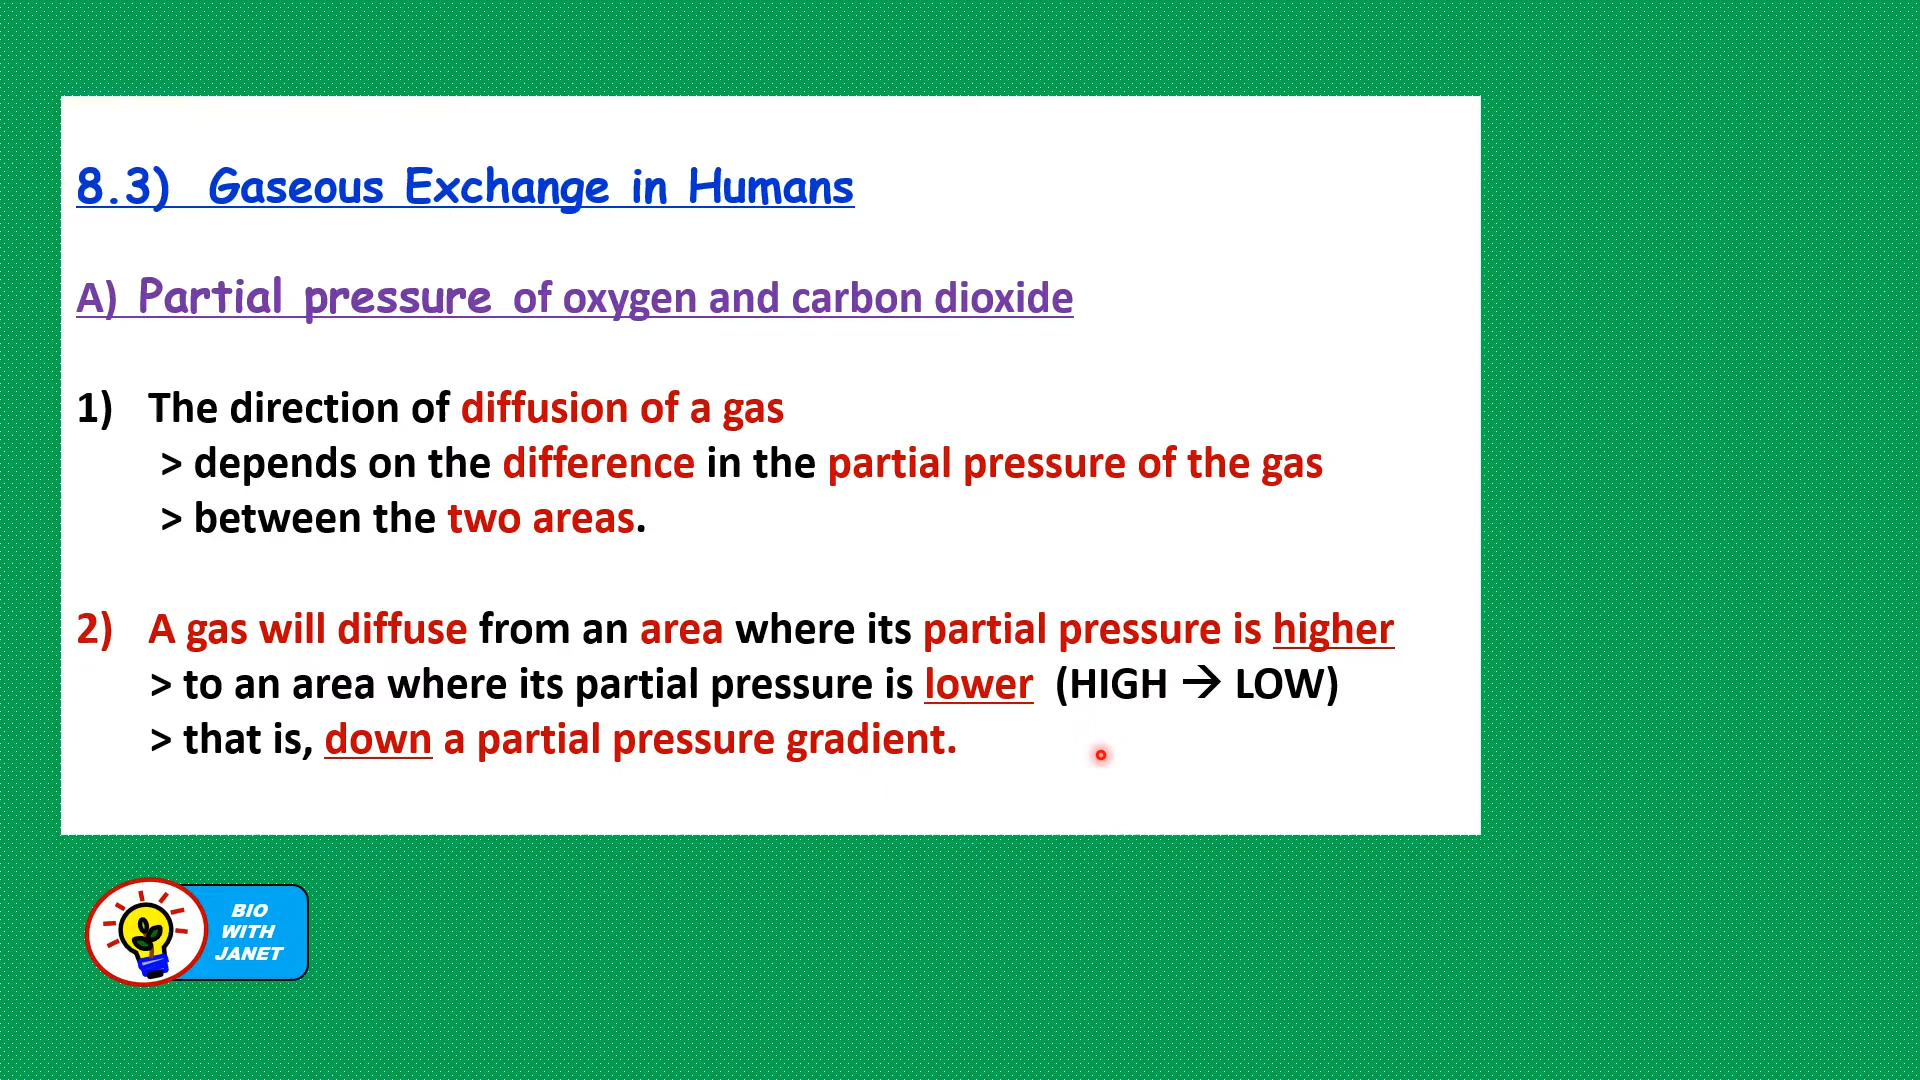 8.3) Gaseous Exchange in Humans
A) Partial pressure of oxygen and carbon dioxide
1) The direction of diffusion of a gas
> depends on the difference in the partial pressure of the gas
> between the two areas.
2) A gas will diffuse from an area where its partial pressure is higher
> to an area where its partial pressure is lower (HIGH → LOW)
> that is, down a partial pressure gradient.
BIO
WITH
JANET